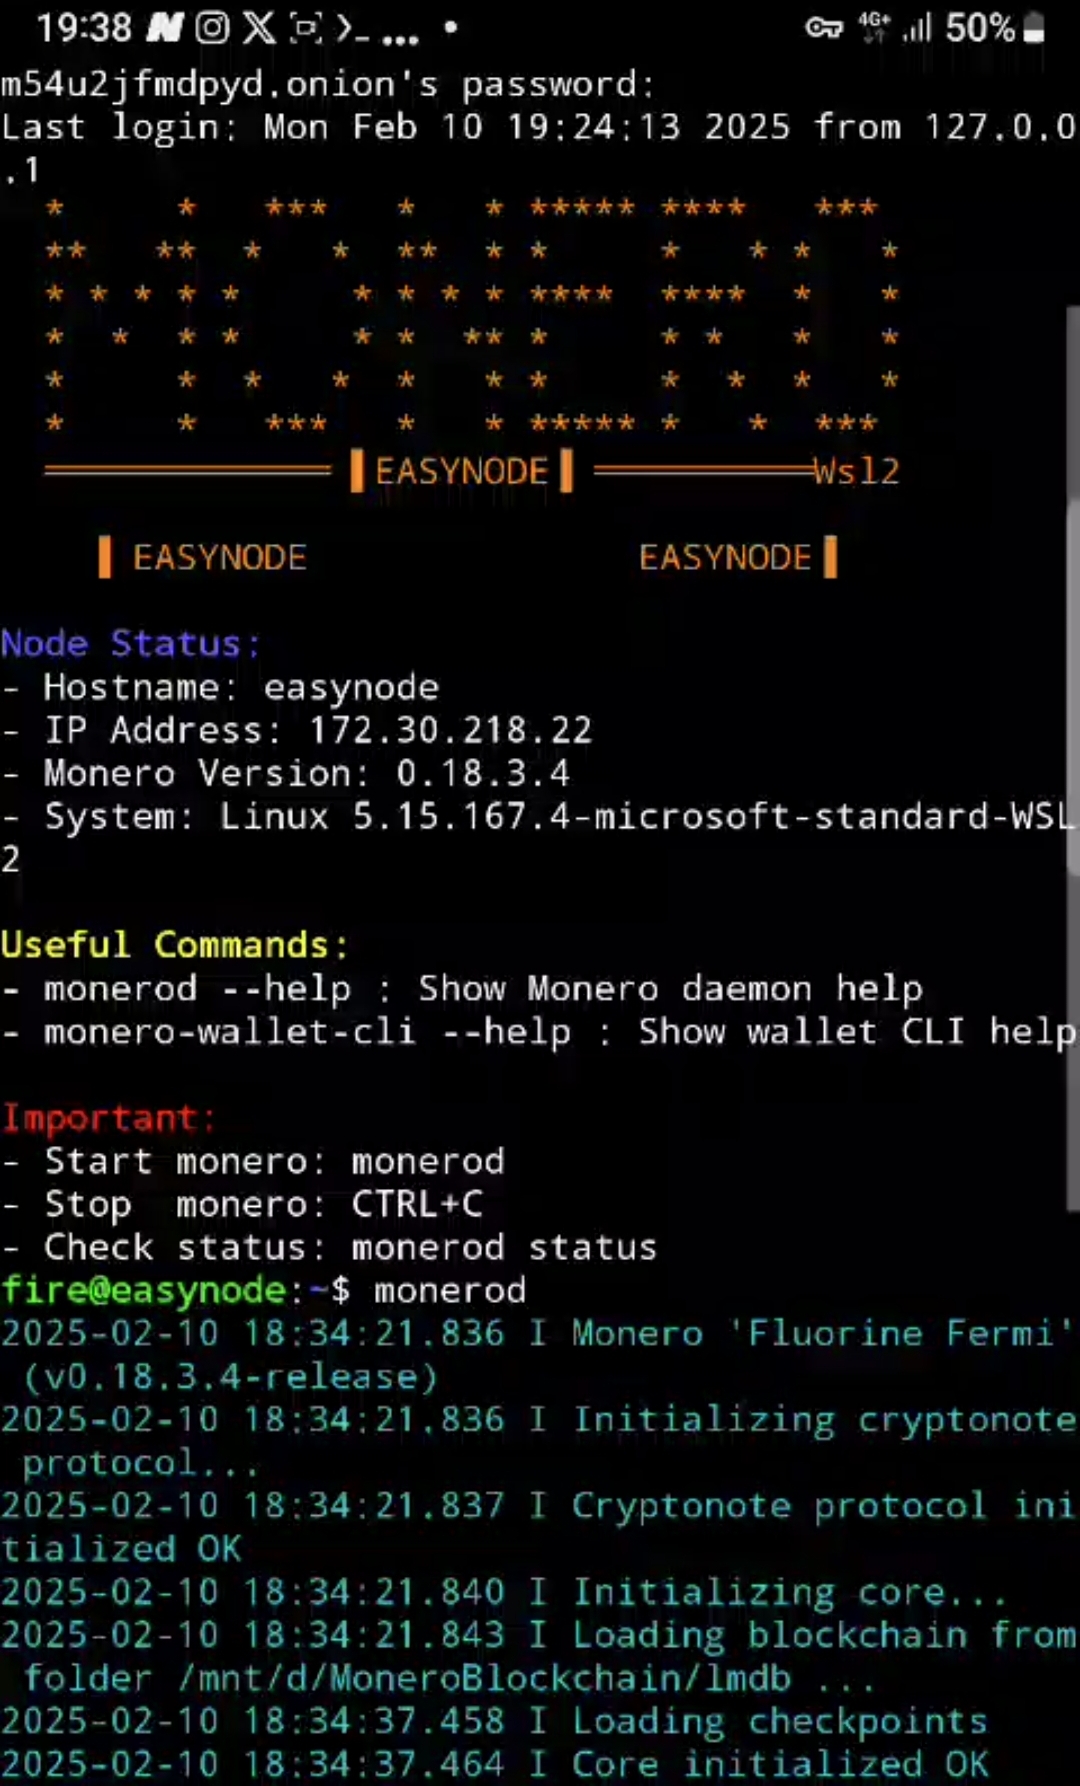 19:38 >_ ... • 4G+ 50%
m54u2jfmdpyd.onion's password:
Last login: Mon Feb 10 19:24:13 2025 from 127.0.0
.1
*      *   ***   *   * ***** ****   ***
**   **  *    *  **  * *     *   * *   *
* * * * *     * * * * ****  ****  *   *
*  *  * *     * *  ** *     * *   *   *
*     *  *   *  *   * *     *  *  *   *
*     *   ***   *   * ***** *   *  ***
═════════════ ▌EASYNODE▐ ══════════Wsl2
▌ EASYNODE EASYNODE▐
Node Status:
- Hostname: easynode
- IP Address: 172.30.218.22
- Monero Version: 0.18.3.4
- System: Linux 5.15.167.4-microsoft-standard-WSL
2
Useful Commands:
- monerod --help : Show Monero daemon help
- monero-wallet-cli --help : Show wallet CLI help
Important:
- Start monero: monerod
- Stop  monero: CTRL+C
- Check status: monerod status
fire@easynode:~$ monerod
2025-02-10 18:34:21.836 I Monero 'Fluorine Fermi'
(v0.18.3.4-release)
2025-02-10 18:34:21.836 I Initializing cryptonote
protocol...
2025-02-10 18:34:21.837 I Cryptonote protocol ini
tialized OK
2025-02-10 18:34:21.840 I Initializing core...
2025-02-10 18:34:21.843 I Loading blockchain from
folder /mnt/d/MoneroBlockchain/lmdb ...
2025-02-10 18:34:37.458 I Loading checkpoints
2025-02-10 18:34:37.464 I Core initialized OK